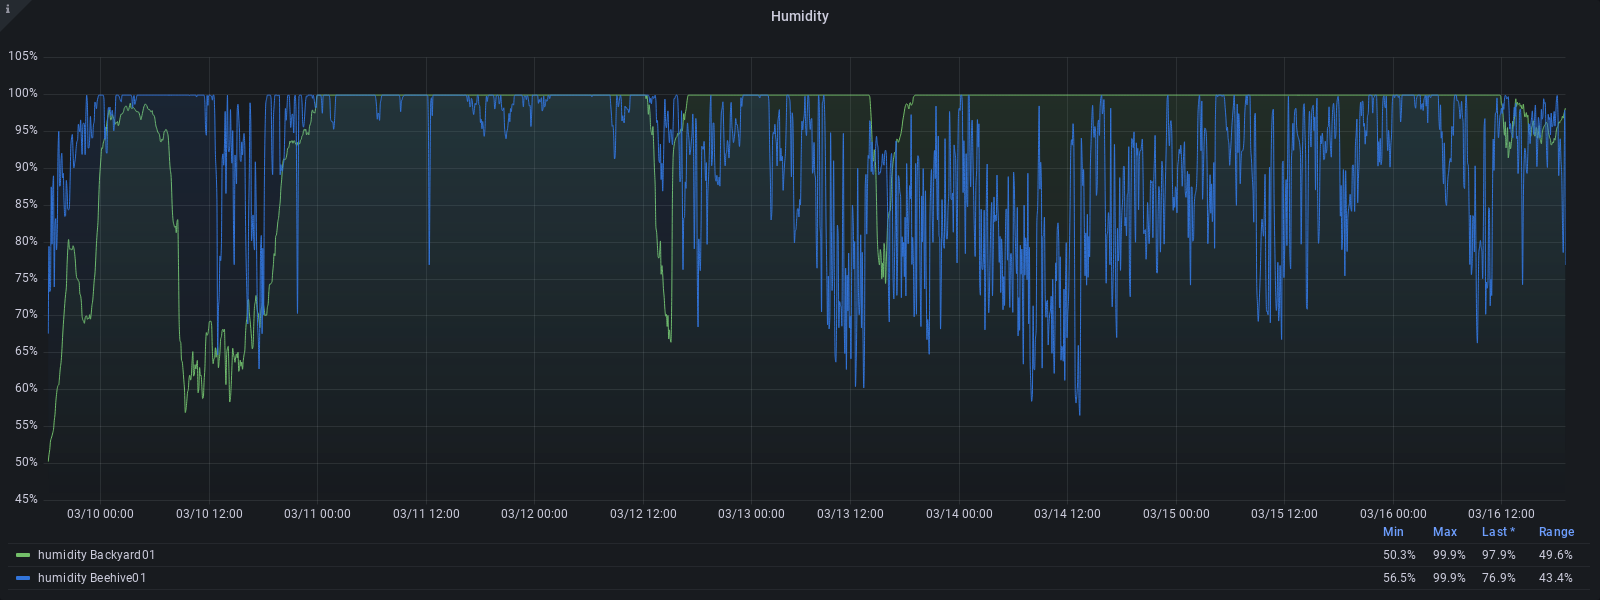 i
Humidity
105%
100%
95%
90%
85%
80%
75%
70%
65%
60%
55%
50%
45%
03/10 00:00 03/10 12:00 03/11 00:00 03/11 12:00 03/12 00:00 03/12 12:00 03/13 00:00 03/13 12:00 03/14 00:00 03/14 12:00 03/15 00:00 03/15 12:00 03/16 00:00 03/16 12:00
Min Max Last * Range
humidity Backyard01 50.3% 99.9% 97.9% 49.6%
humidity Beehive01 56.5% 99.9% 76.9% 43.4%